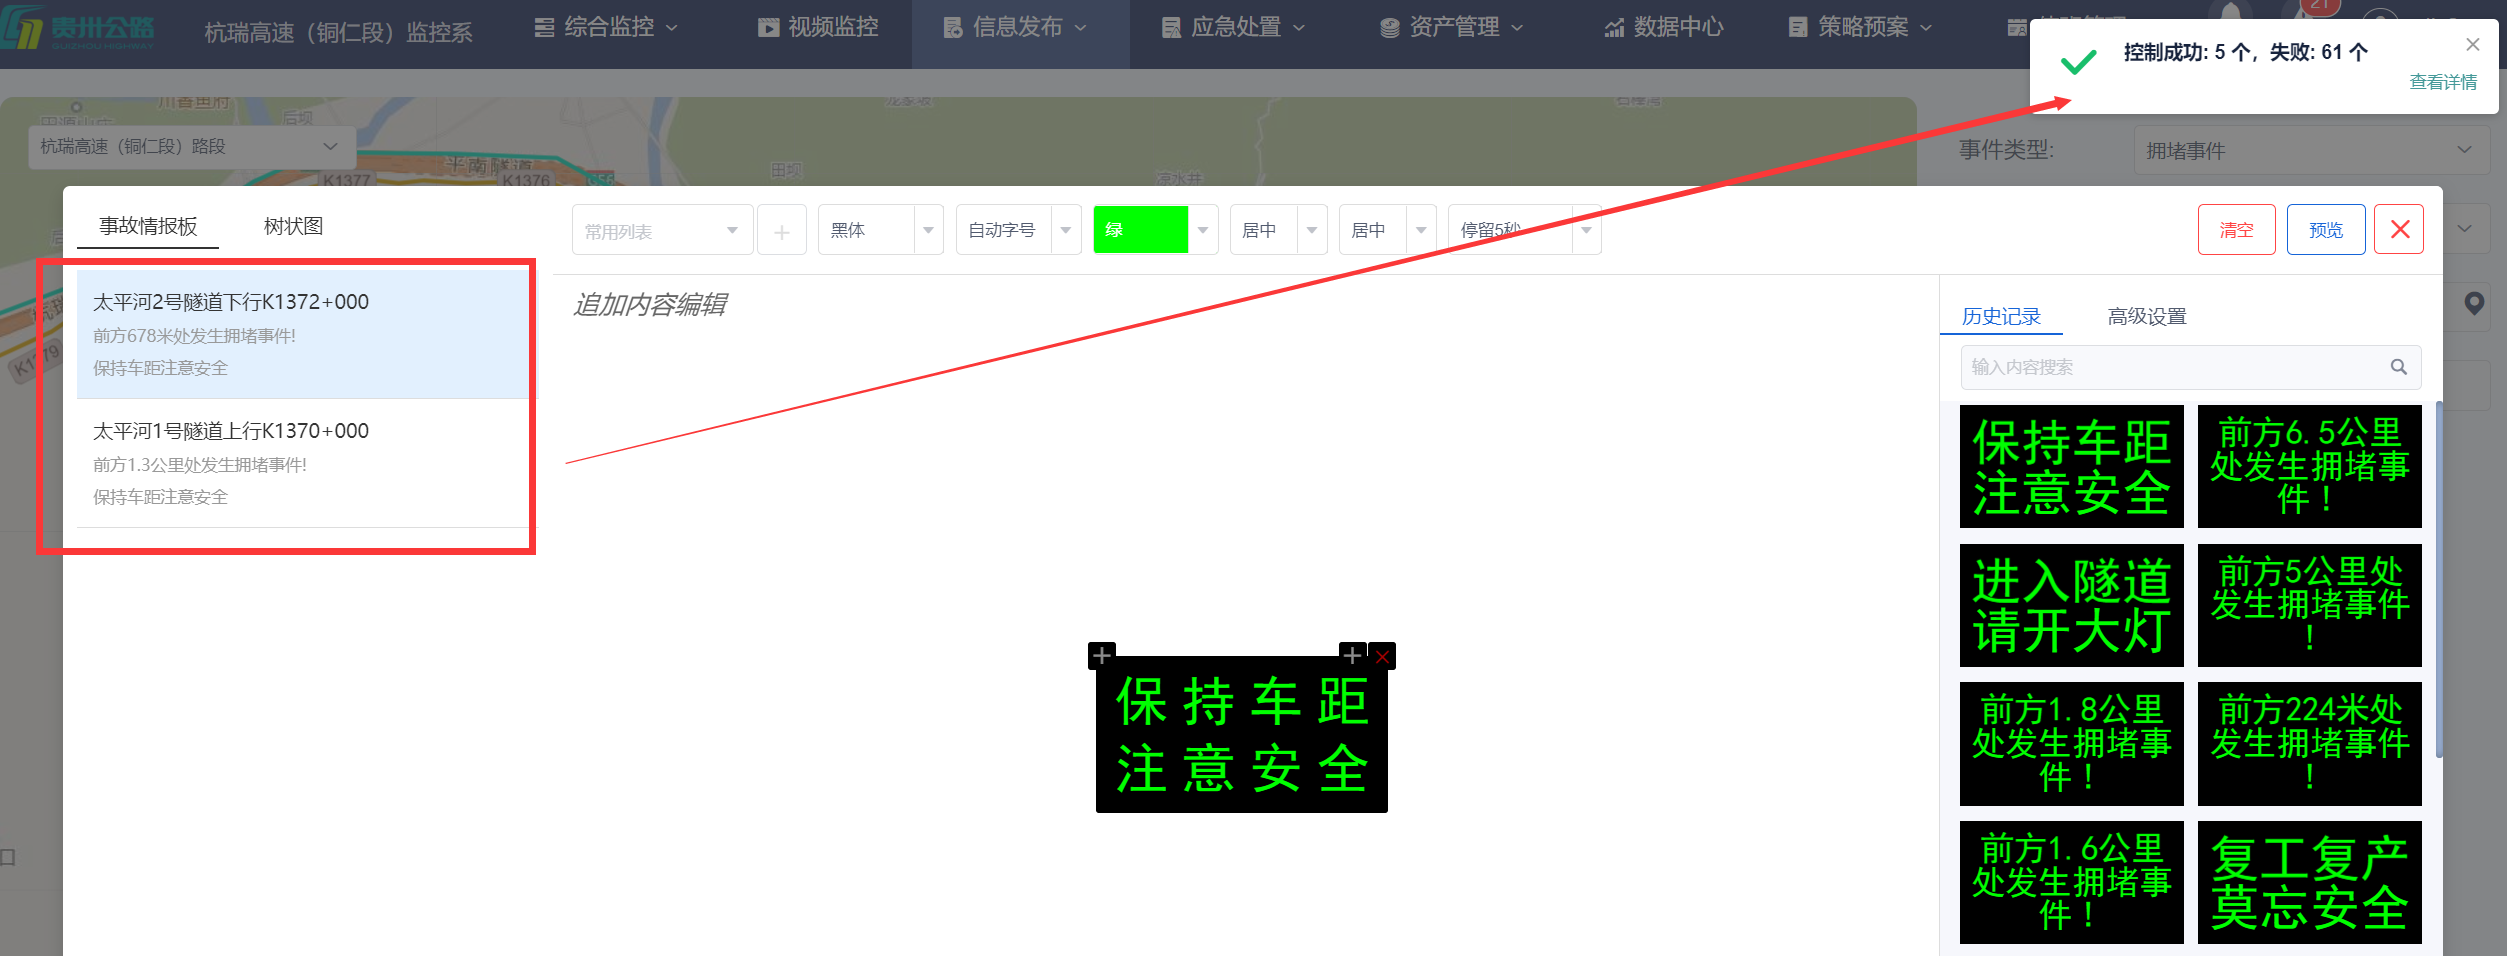 贵州公路
GUIZHOU HIGHWAY
杭瑞高速（铜仁段）监控系
综合监控
视频监控
信息发布
应急处置
资产管理
数据中心
策略预案
21
控制成功: 5 个，失败: 61 个
查看详情
后坝
杭瑞高速（铜仁段）路段
平南隧道
田坝
K1377
K1376
G56
K1379
事件类型:
拥堵事件
事故情报板
树状图
常用列表
黑体
自动字号
绿
居中
居中
停留5秒
清空
预览
太平河2号隧道下行K1372+000
前方678米处发生拥堵事件!
保持车距注意安全
太平河1号隧道上行K1370+000
前方1.3公里处发生拥堵事件!
保持车距注意安全
追加内容编辑
保持车距
注意安全
历史记录
高级设置
输入内容搜索
保持车距
注意安全
前方6.5公里
处发生拥堵事
件！
进入隧道
请开大灯
前方5公里处
发生拥堵事件
！
前方1.8公里
处发生拥堵事
件！
前方224米处
发生拥堵事件
！
前方1.6公里
处发生拥堵事
件！
复工复产
莫忘安全